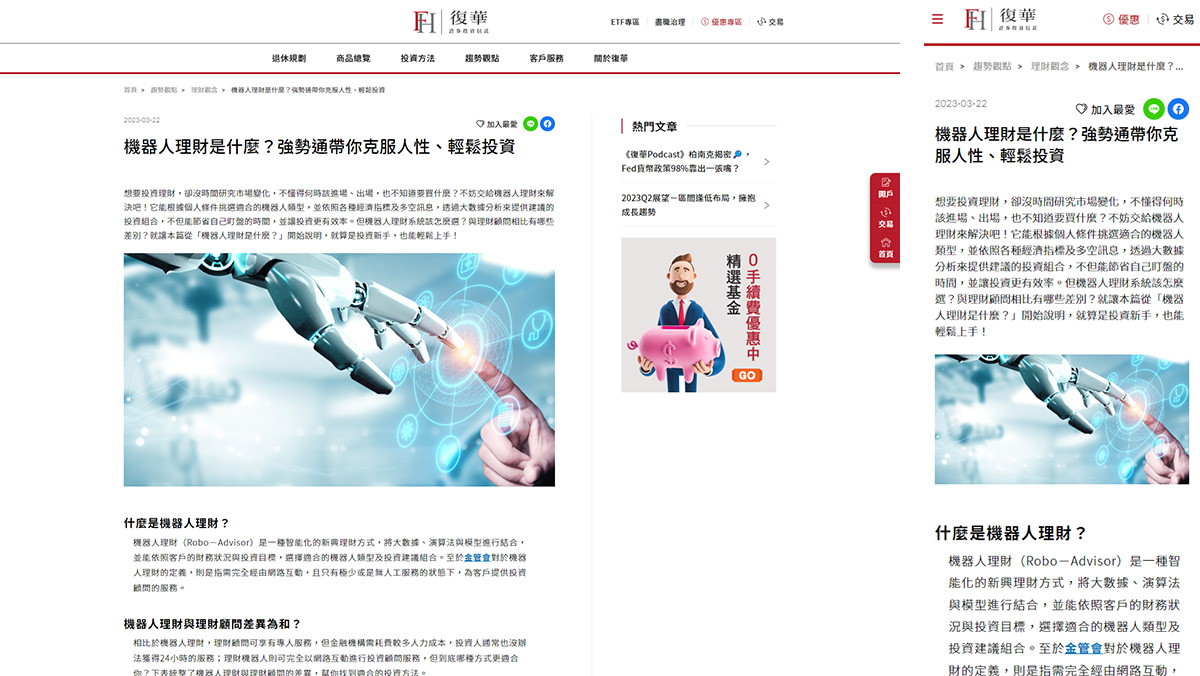 FH 復華
證券投資信託
ETF專區 盡職治理 優惠專區 交易
退休規劃 商品總覽 投資方法 趨勢觀點 客戶服務 關於復華
首頁 > 趨勢觀點 > 理財觀念 > 機器人理財是什麼？強勢通帶你克服人性、輕鬆投資
2023-03-22
加入最愛
機器人理財是什麼？強勢通帶你克服人性、輕鬆投資
想要投資理財，卻沒時間研究市場變化，不懂得何時該進場、出場，也不知道要買什麼？不妨交給機器人理財來解
決吧！它能根據個人條件挑選適合的機器人類型，並依照各種經濟指標及多空訊息，透過大數據分析來提供建議的
投資組合，不但能節省自己盯盤的時間，並讓投資更有效率。但機器人理財系統該怎麼選？與理財顧問相比有哪些
差別？就讓本篇從「機器人理財是什麼？」開始說明，就算是投資新手，也能輕鬆上手！
什麼是機器人理財？
機器人理財（Robo－Advisor）是一種智能化的新興理財方式，將大數據、演算法與模型進行結合，
並能依照客戶的財務狀況與投資目標，選擇適合的機器人類型及投資建議組合。至於金管會對於機器
人理財的定義，則是指需完全經由網路互動，且只有極少或是無人工服務的狀態下，為客戶提供投資
顧問的服務。
機器人理財與理財顧問差異為和？
相比於機器人理財，理財顧問可享有專人服務，但金融機構需耗費較多人力成本，投資人通常也沒辦
法獲得24小時的服務；理財機器人則可完全以網路互動進行投資顧問服務，但到底哪種方式更適合
你？下表統整了機器人理財與理財顧問的差異，幫你找到適合的投資方法。
熱門文章
《復華Podcast》柏南克揭密🔎，
Fed貨幣政策98%靠出一張嘴？
2023Q2展望－區間逢低布局，擁抱
成長趨勢
0手續費優惠中
精選基金
GO
開戶
交易
首頁
FH 復華
證券投資信託
優惠 交易
首頁 > 趨勢觀點 > 理財觀念 > 機器人理財是什麼？...
2023-03-22
加入最愛
機器人理財是什麼？強勢通帶你克
服人性、輕鬆投資
想要投資理財，卻沒時間研究市場變化，不懂得何時
該進場、出場，也不知道要買什麼？不妨交給機器人
理財來解決吧！它能根據個人條件挑選適合的機器人
類型，並依照各種經濟指標及多空訊息，透過大數據
分析來提供建議的投資組合，不但能節省自己盯盤的
時間，並讓投資更有效率。但機器人理財系統該怎麼
選？與理財顧問相比有哪些差別？就讓本篇從「機器
人理財是什麼？」開始說明，就算是投資新手，也能
輕鬆上手！
什麼是機器人理財？
機器人理財（Robo－Advisor）是一種智
能化的新興理財方式，將大數據、演算法
與模型進行結合，並能依照客戶的財務狀
況與投資目標，選擇適合的機器人類型及
投資建議組合。至於金管會對於機器人理
財的定義，則是指需完全經由網路互動，